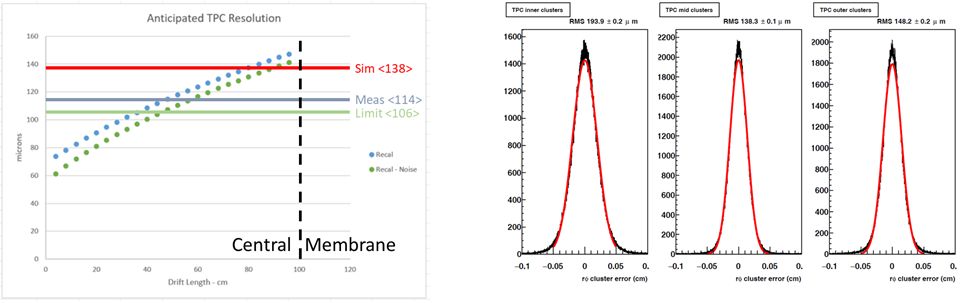 Anticipated TPC Resolution
160
140
120
100
80
60
40
20
0
microns
0 20 40 60 80 100 120
Drift Length - cm
Sim <138>
Meas <114>
Limit <106>
Recal
Recal - Noise
Central Membrane
TPC inner clusters
RMS 193.9 ± 0.2 μ m
1600
1400
1200
1000
800
600
400
200
0
−0.1 −0.05 0 0.05 0.
rφ cluster error (cm)
TPC mid clusters
RMS 138.3 ± 0.1 μ m
2200
2000
1800
1600
1400
1200
1000
800
600
400
200
0
−0.1 −0.05 0 0.05 0.
rφ cluster error (cm)
TPC outer clusters
RMS 148.2 ± 0.2 μ m
2000
1800
1600
1400
1200
1000
800
600
400
200
0
−0.1 −0.05 0 0.05 0.
rφ cluster error (cm)